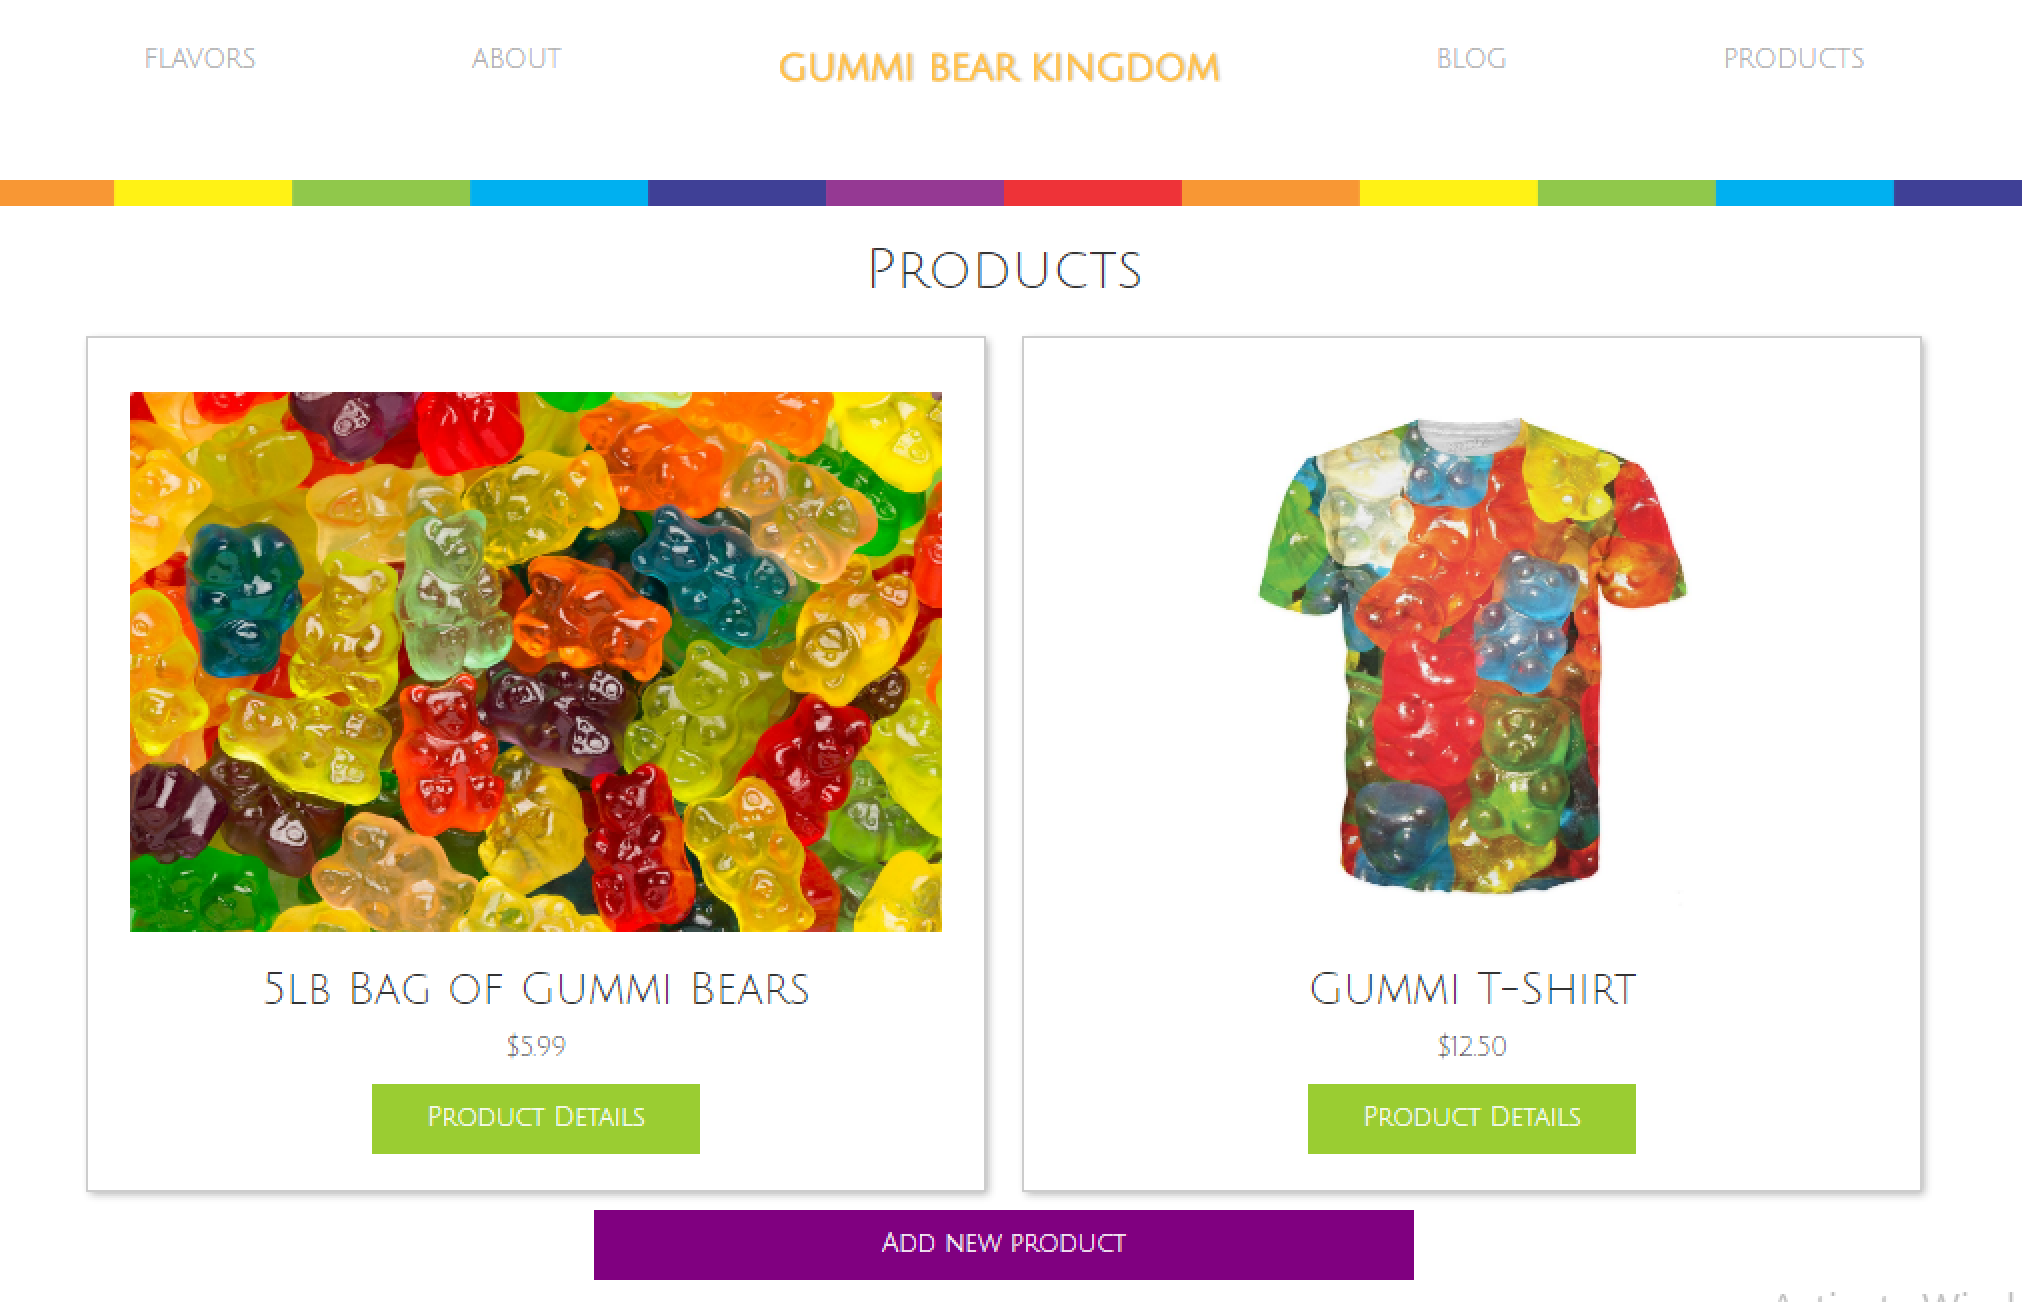 FLAVORS
ABOUT
GUMMI BEAR KINGDOM
BLOG
PRODUCTS
Products
5lb Bag of Gummi Bears
$5.99
Product Details
Gummi T-Shirt
$12.50
Product Details
Add new product